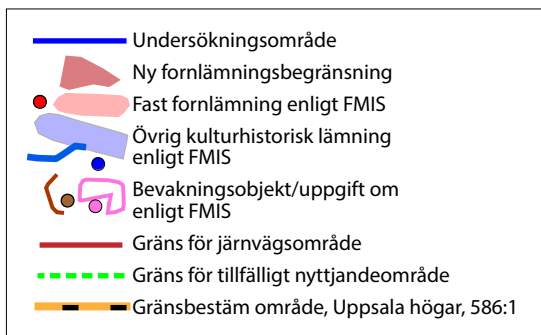 Undersökningsområde
Ny fornlämningsbegränsning
Fast fornlämning enligt FMIS
Övrig kulturhistorisk lämning
enligt FMIS
Bevakningsobjekt/uppgift om
enligt FMIS
Gräns för järnvägsområde
Gräns för tillfälligt nyttjandeområde
Gränsbestäm område, Uppsala högar, 586:1